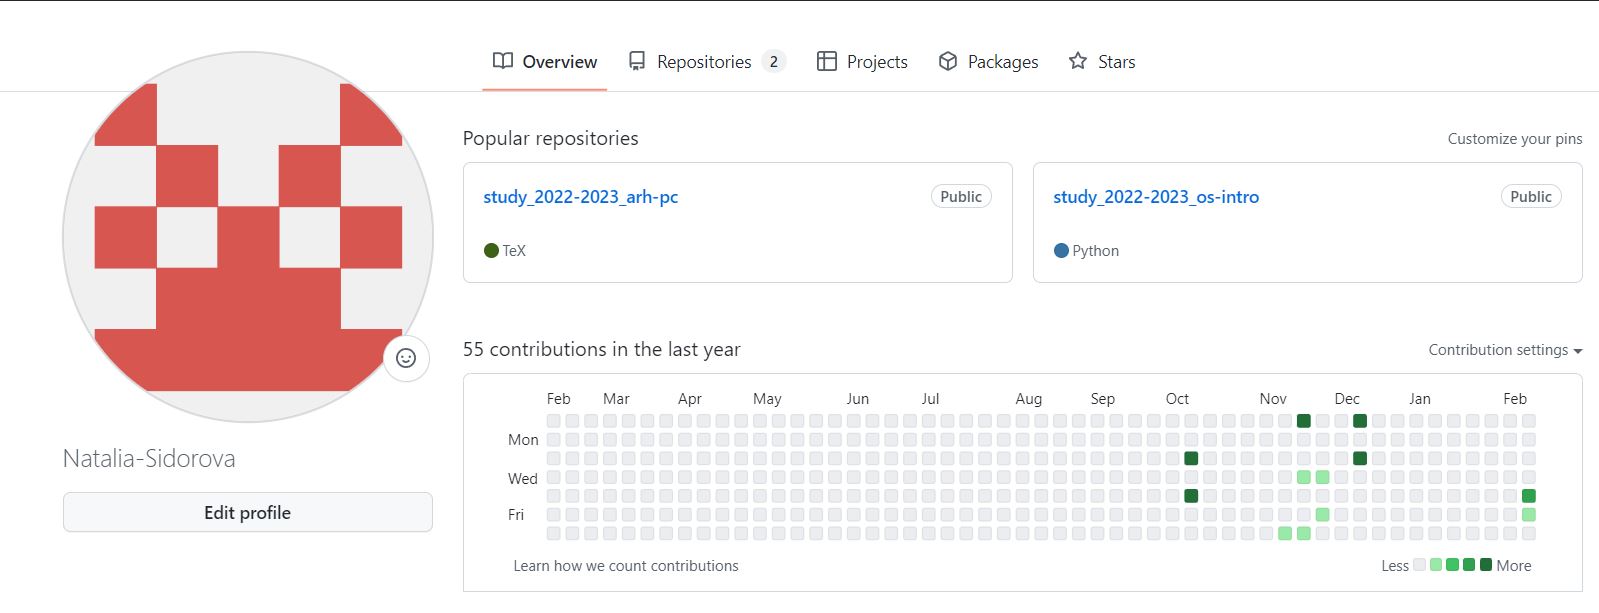 Overview Repositories 2 Projects Packages Stars
Popular repositories Customize your pins
study_2022-2023_arh-pc Public
TeX
study_2022-2023_os-intro Public
Python
Natalia-Sidorova
Edit profile
55 contributions in the last year Contribution settings
Feb Mar Apr May Jun Jul Aug Sep Oct Nov Dec Jan Feb
Mon
Wed
Fri
Learn how we count contributions Less More